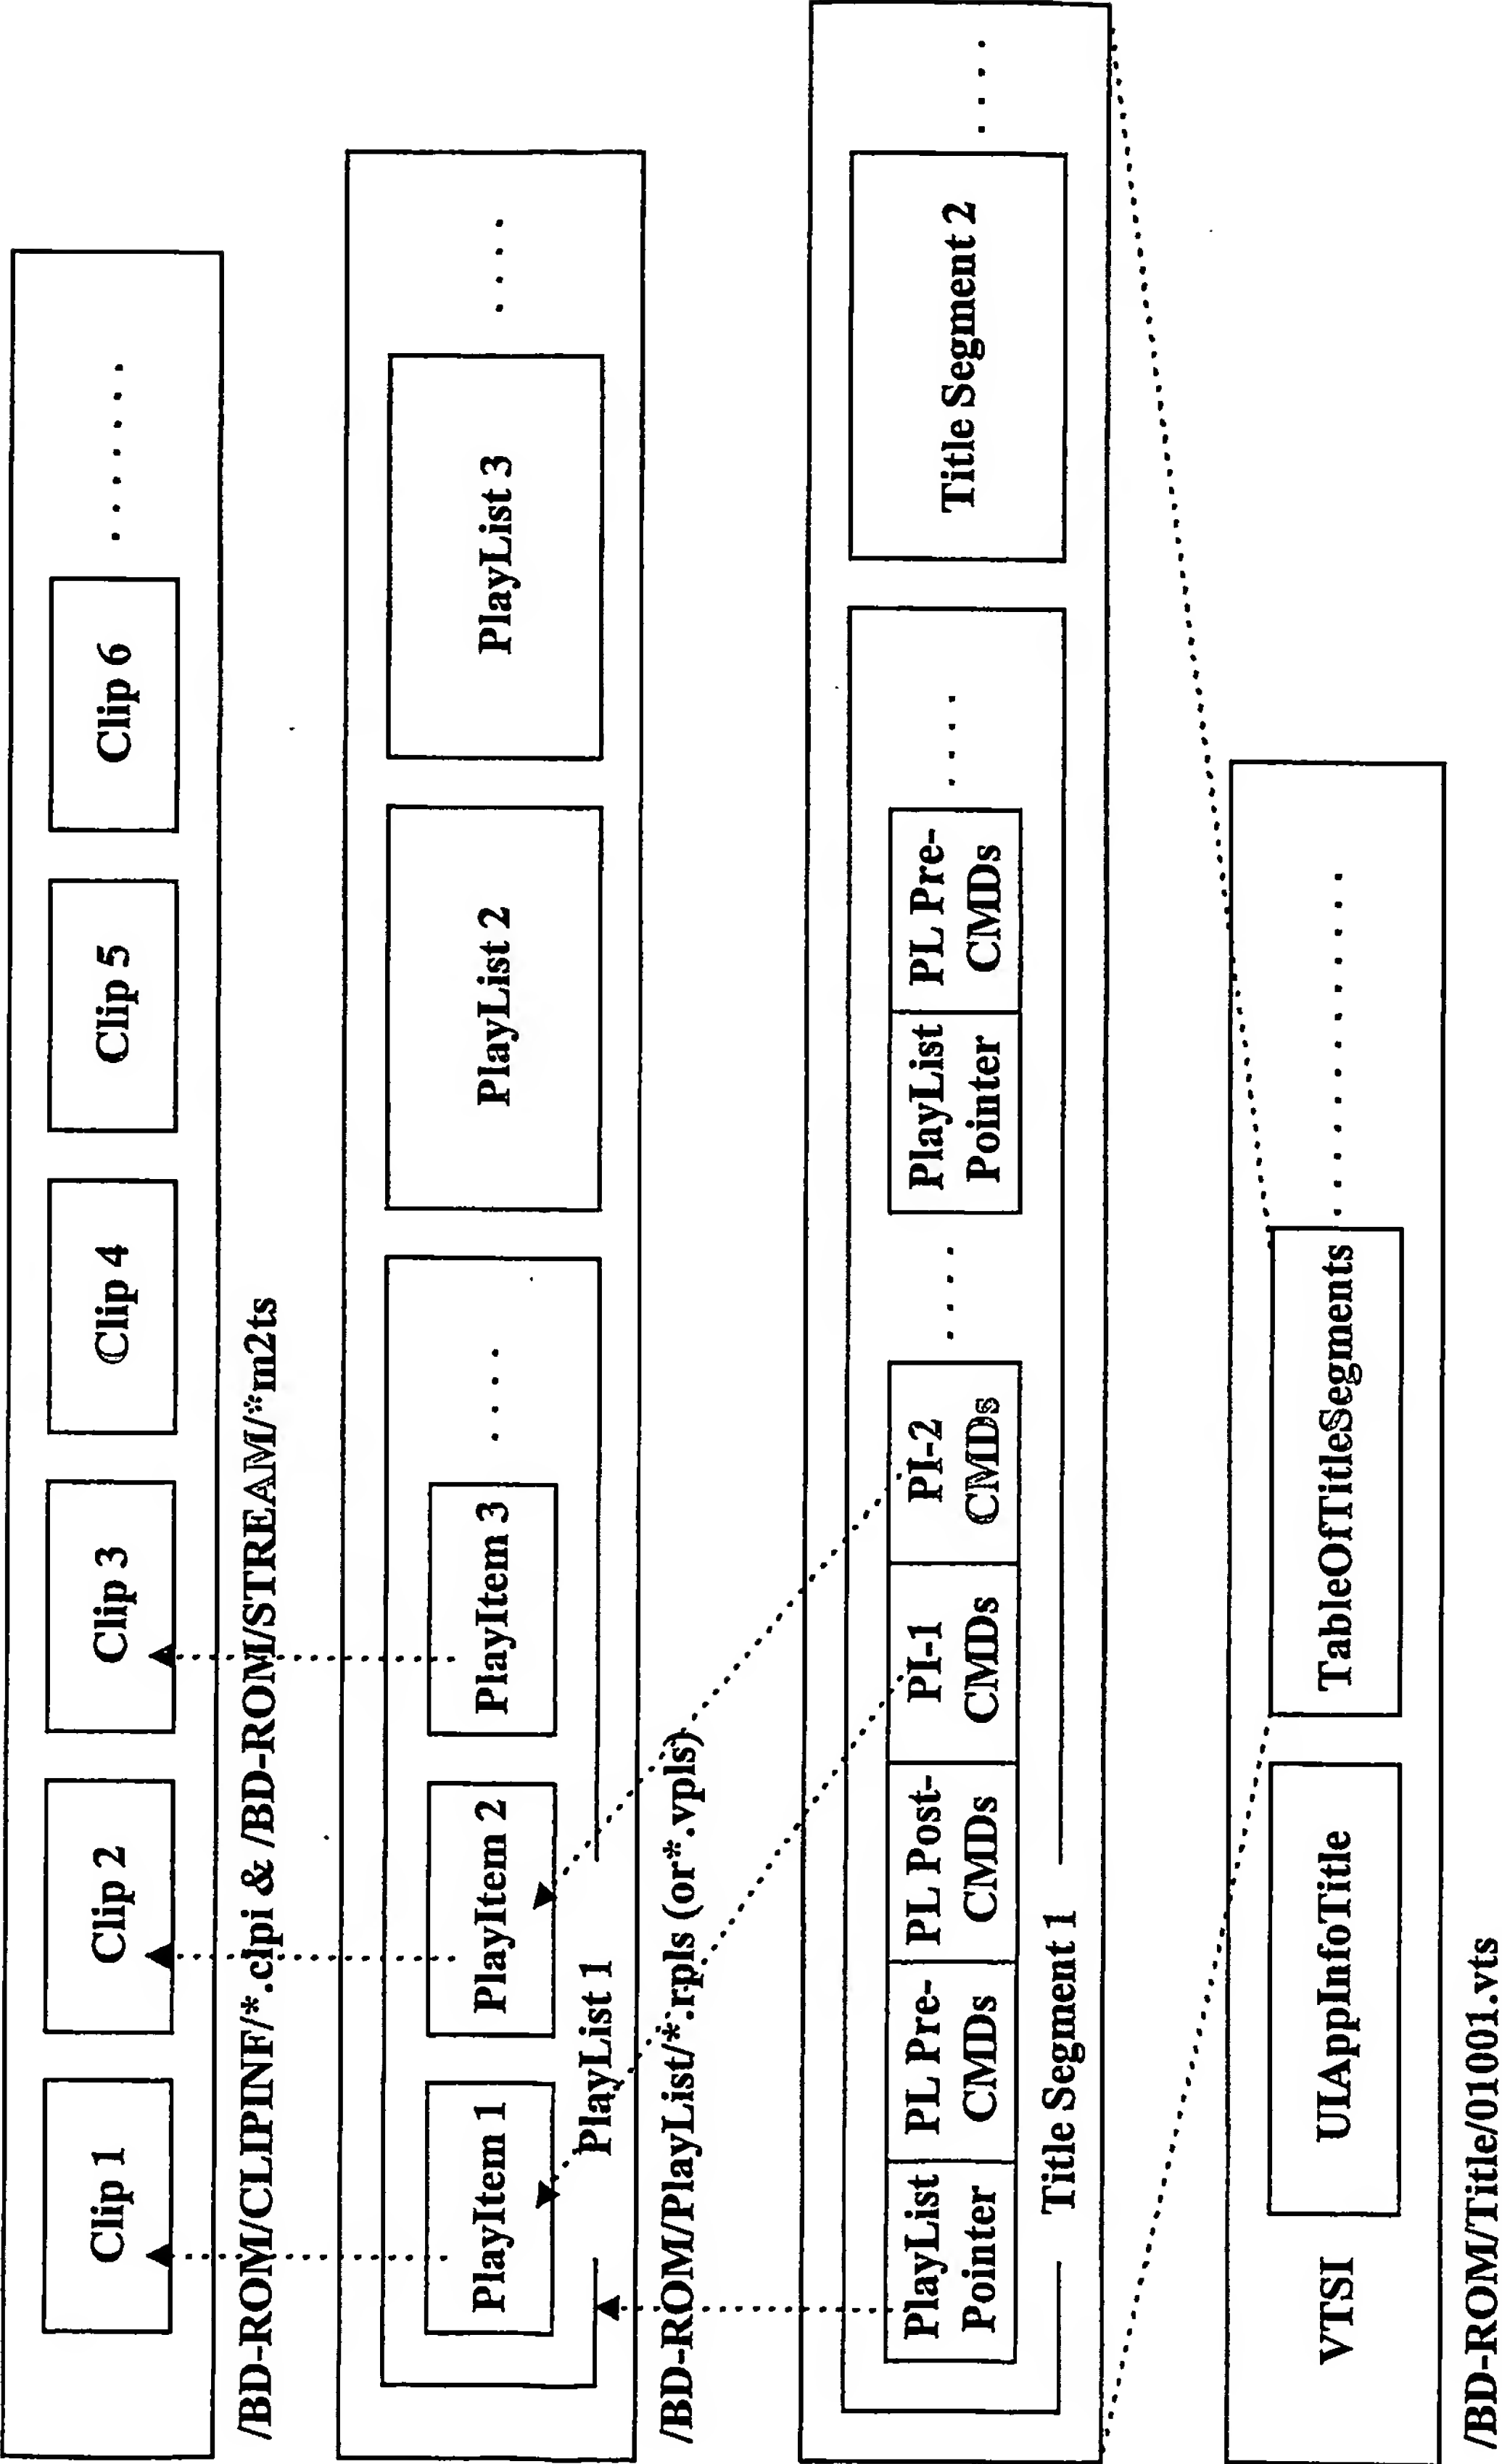 Clip 1
Clip 2
Clip 3
Clip 4
Clip 5
Clip 6
......
/BD-ROM/CLIPINF/*.clpi & /BD-ROM/STREAM/*m2ts
PlayItem 1
PlayItem 2
PlayItem 3
....
PlayList 1
PlayList 2
PlayList 3
....
/BD-ROM/PlayList/*.rpls (or*.vpls)
PlayList
Pointer
PL Pre-
CMDs
PL Post-
CMDs
PI-1
CMDs
PI-2
CMDs
....
PlayList
Pointer
PL Pre-
CMDs
....
Title Segment 1
Title Segment 2
....
VTSI
UIAppInfoTitle
TableOfTitleSegments
.............
/BD-ROM/Title/01001.vts